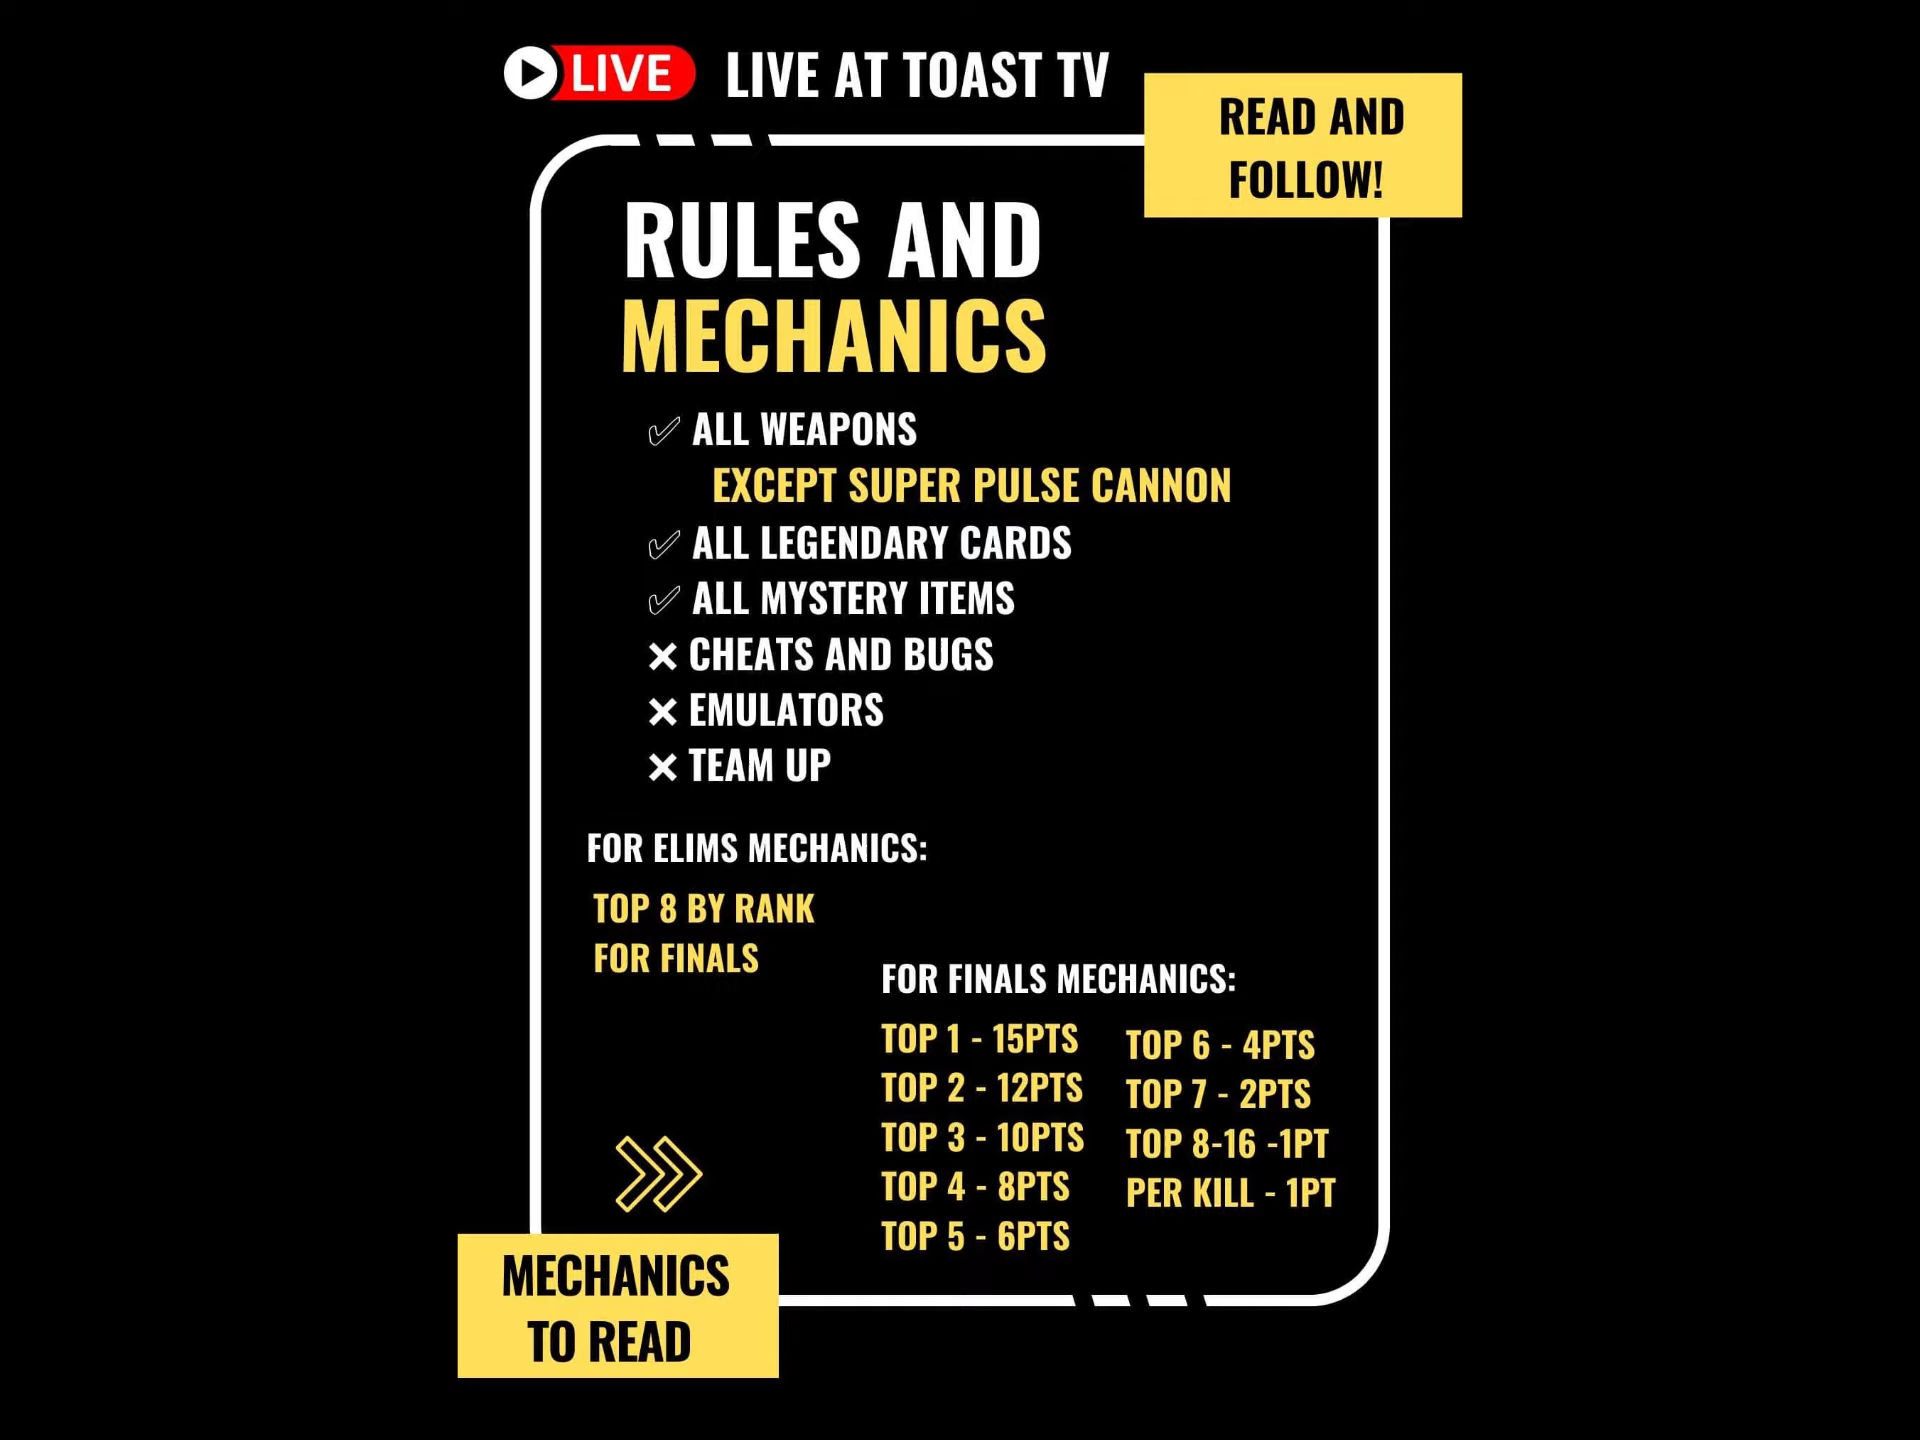 LIVE
LIVE AT TOAST TV
READ AND
FOLLOW!
RULES AND
MECHANICS
✅ ALL WEAPONS
EXCEPT SUPER PULSE CANNON
✅ ALL LEGENDARY CARDS
✅ ALL MYSTERY ITEMS
❌ CHEATS AND BUGS
❌ EMULATORS
❌ TEAM UP
FOR ELIMS MECHANICS:
TOP 8 BY RANK
FOR FINALS
FOR FINALS MECHANICS:
TOP 1 - 15PTS
TOP 2 - 12PTS
TOP 3 - 10PTS
TOP 4 - 8PTS
TOP 5 - 6PTS
TOP 6 - 4PTS
TOP 7 - 2PTS
TOP 8-16 -1PT
PER KILL - 1PT
MECHANICS
TO READ